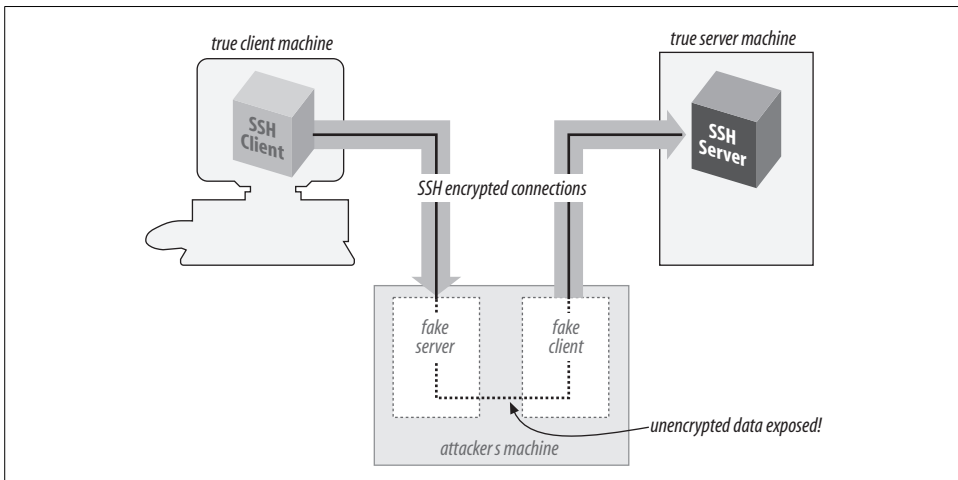 true client machine
true server machine
SSH
Client
SSH
Server
SSH encrypted connections
fake
server
fake
client
unencrypted data exposed!
attacker s machine